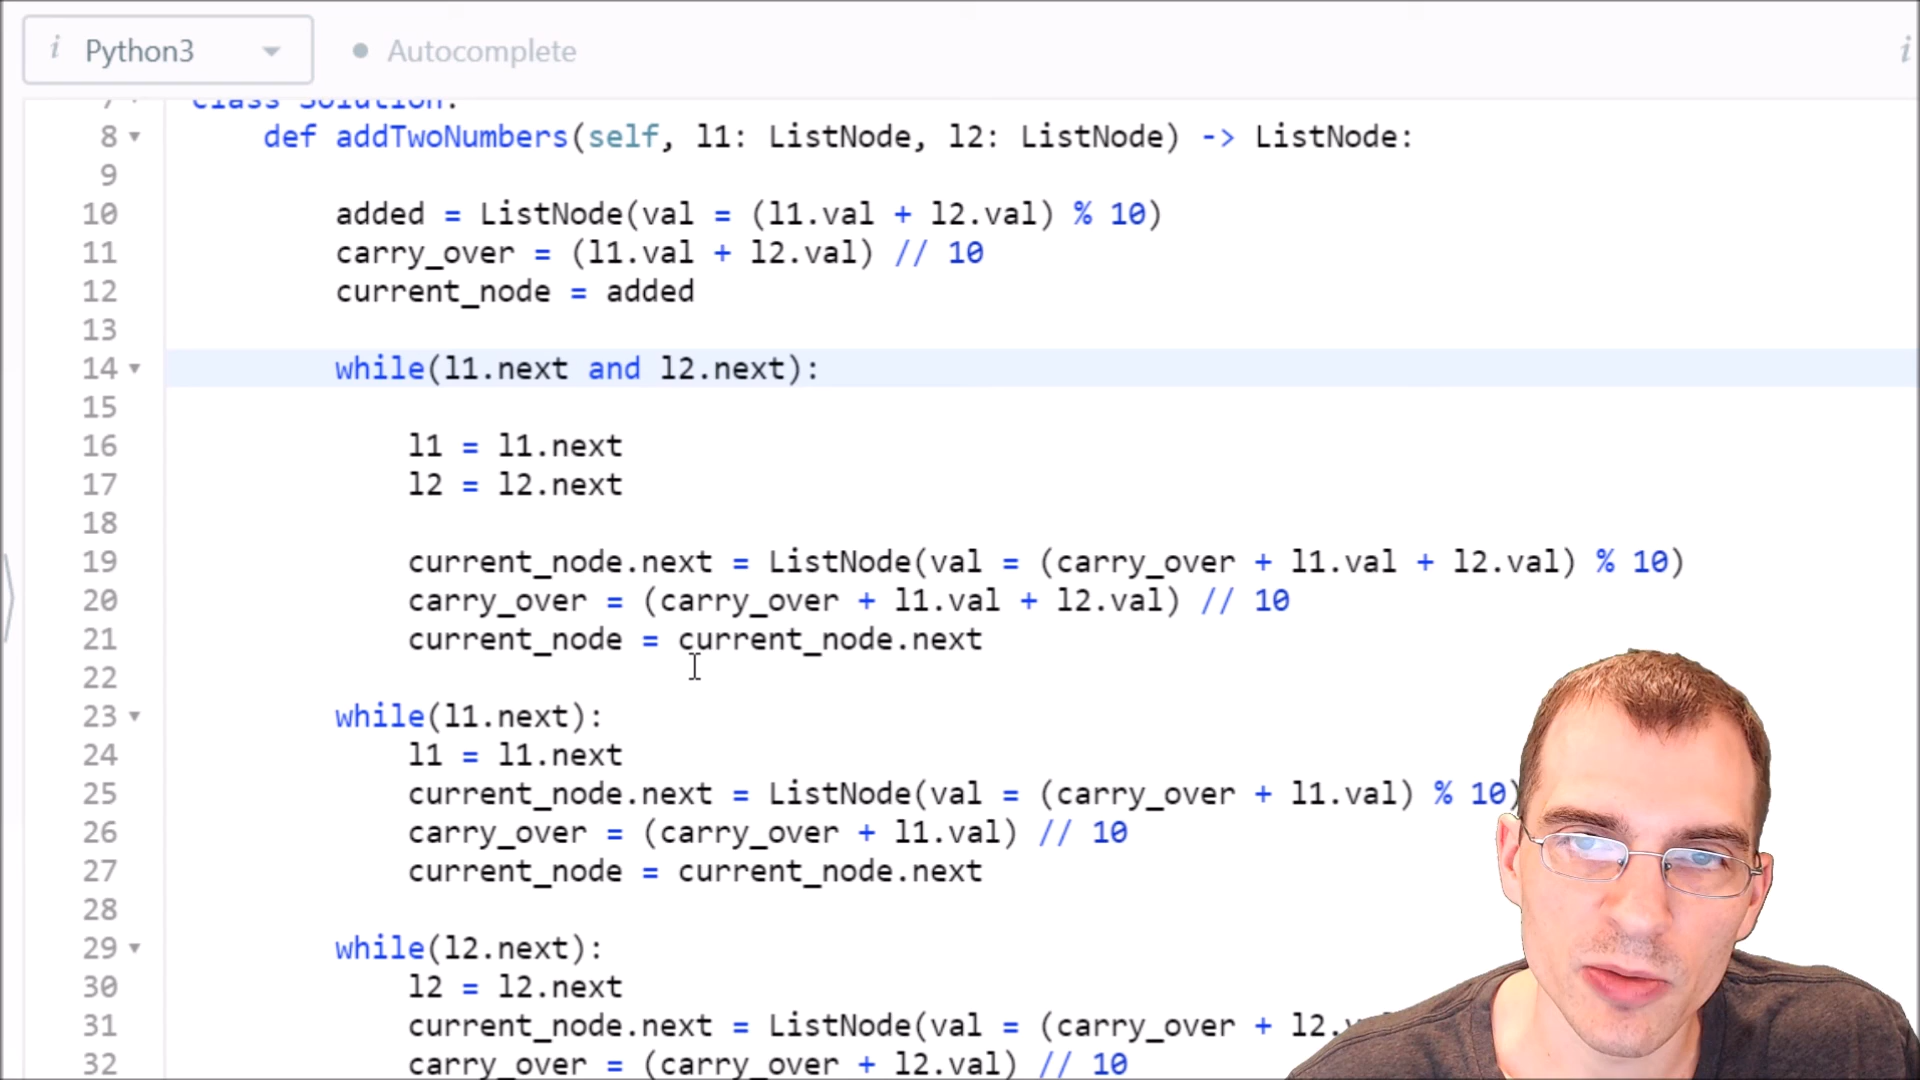 i Python3 Autocomplete i
7 class Solution:
8 def addTwoNumbers(self, l1: ListNode, l2: ListNode) -> ListNode:
9
10 added = ListNode(val = (l1.val + l2.val) % 10)
11 carry_over = (l1.val + l2.val) // 10
12 current_node = added
13
14 while(l1.next and l2.next):
15
16 l1 = l1.next
17 l2 = l2.next
18
19 current_node.next = ListNode(val = (carry_over + l1.val + l2.val) % 10)
20 carry_over = (carry_over + l1.val + l2.val) // 10
21 current_node = current_node.next
22
23 while(l1.next):
24 l1 = l1.next
25 current_node.next = ListNode(val = (carry_over + l1.val) % 10)
26 carry_over = (carry_over + l1.val) // 10
27 current_node = current_node.next
28
29 while(l2.next):
30 l2 = l2.next
31 current_node.next = ListNode(val = (carry_over + l2.
32 carry_over = (carry_over + l2.val) // 10